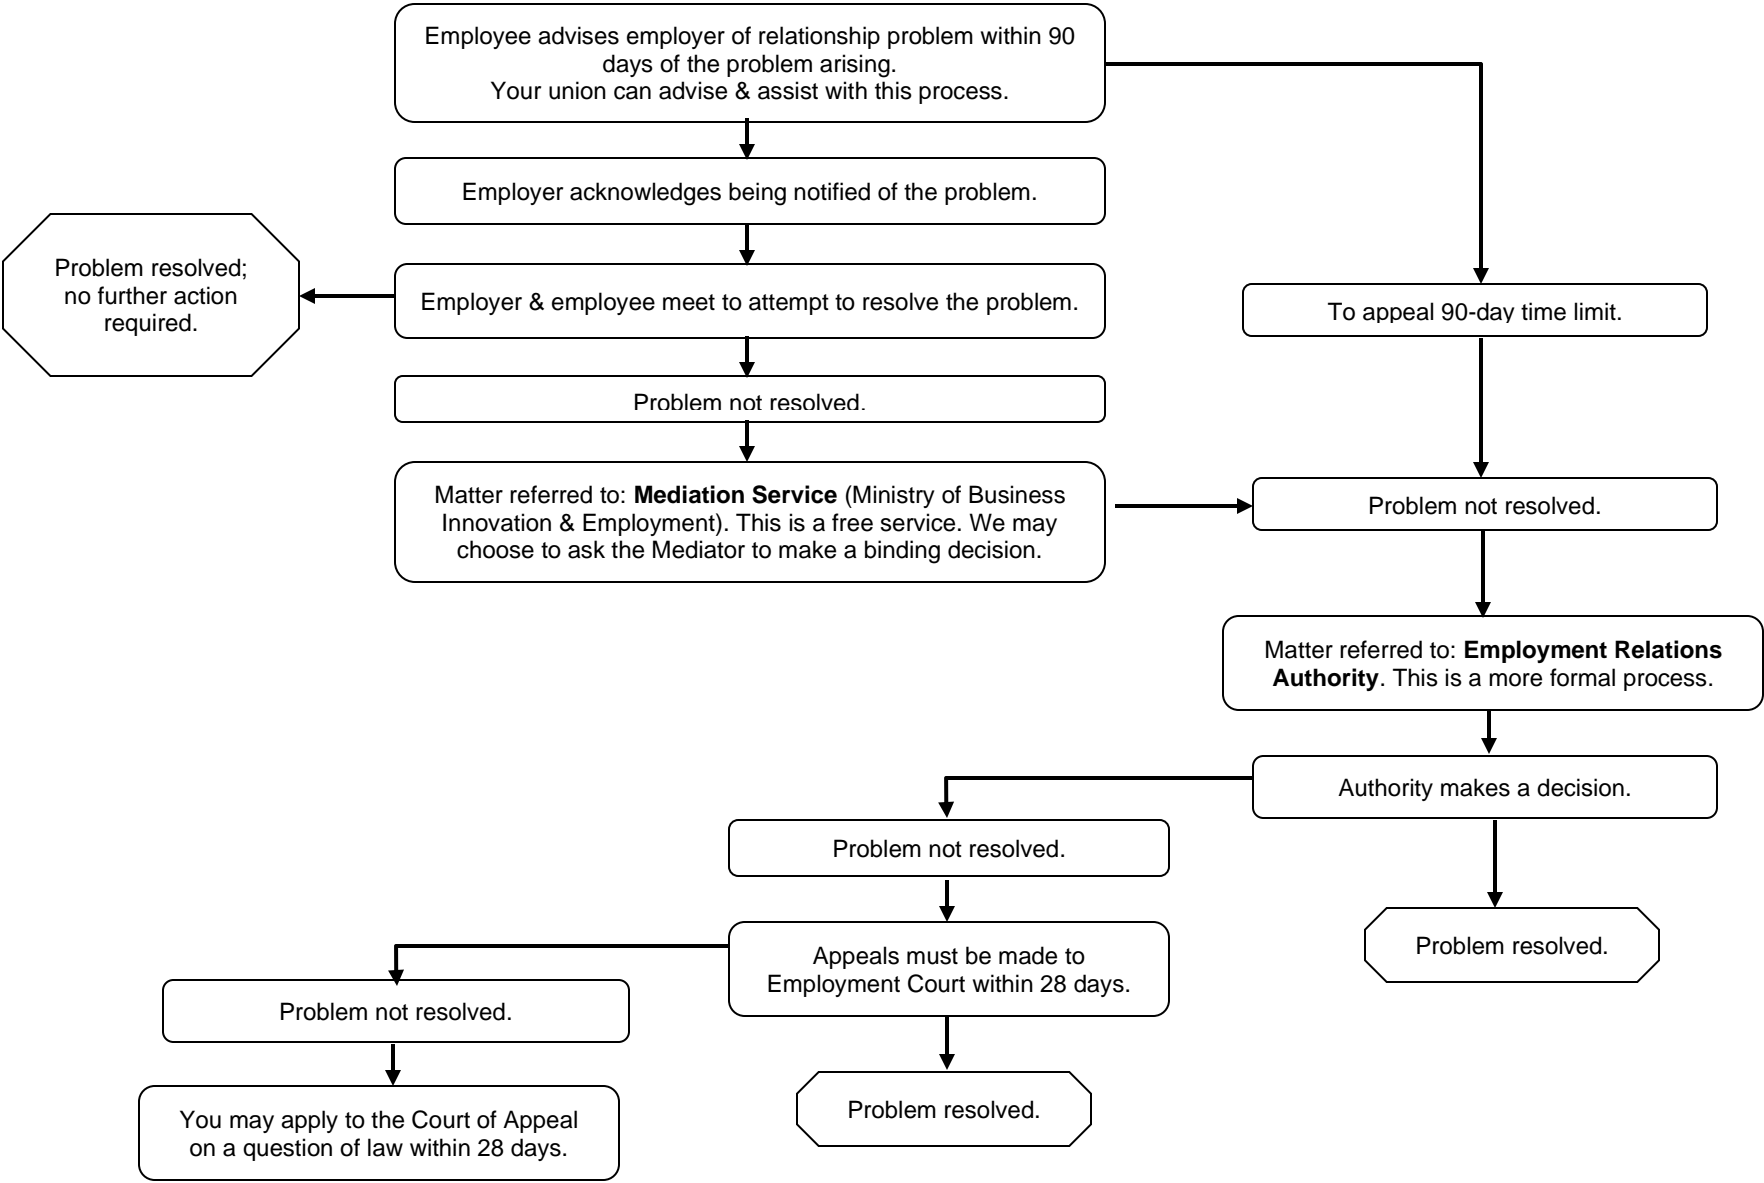 Employee advises employer of relationship problem within 90
days of the problem arising.
Your union can advise & assist with this process.
Employer acknowledges being notified of the problem.
Problem resolved;
no further action
required.
Employer & employee meet to attempt to resolve the problem.
To appeal 90-day time limit.
Problem not resolved.
Matter referred to: Mediation Service (Ministry of Business
Innovation & Employment). This is a free service. We may
choose to ask the Mediator to make a binding decision.
Problem not resolved.
Matter referred to: Employment Relations
Authority. This is a more formal process.
Authority makes a decision.
Problem not resolved.
Problem resolved.
Appeals must be made to
Employment Court within 28 days.
Problem not resolved.
Problem resolved.
You may apply to the Court of Appeal
on a question of law within 28 days.